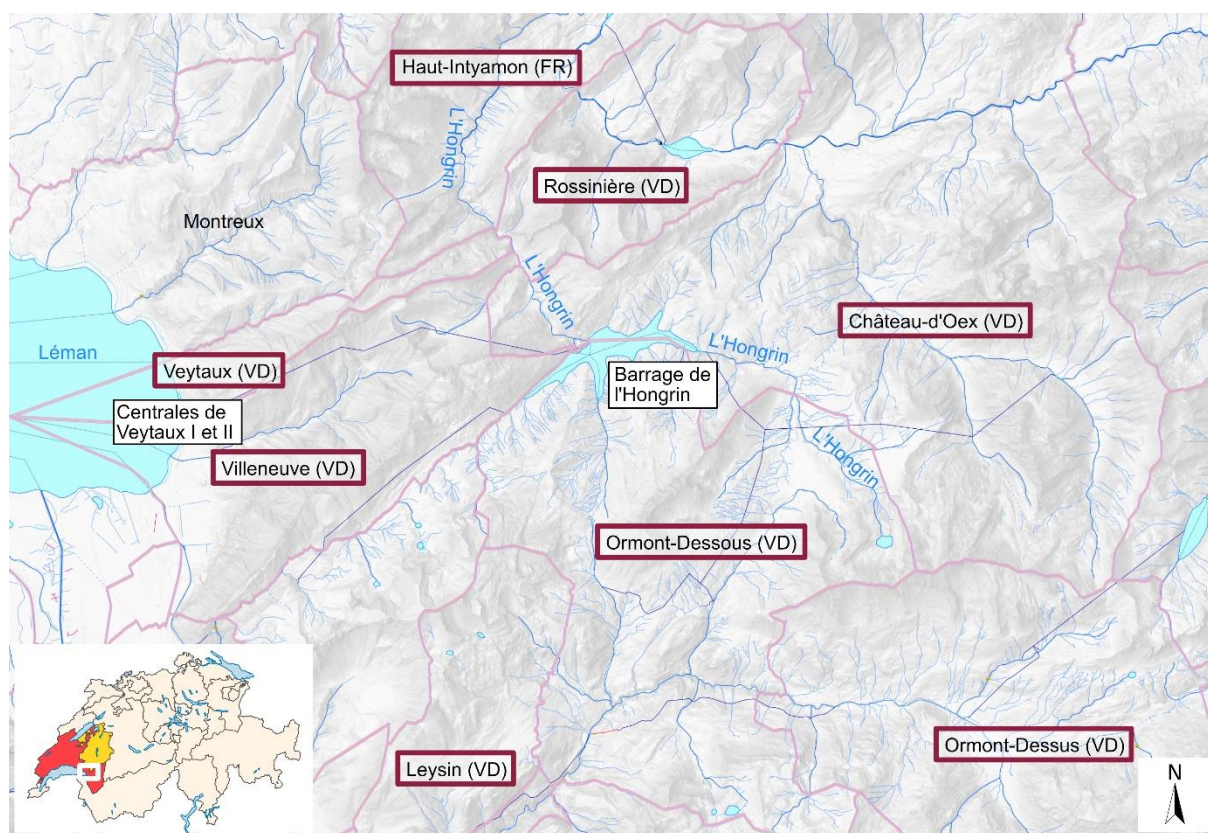 Haut-Intyamon (FR)
L'Hongrin
Rossinière (VD)
Montreux
L'Hongrin
Château-d'Oex (VD)
L'Hongrin
Léman
Veytaux (VD)
Barrage de
l'Hongrin
Centrales de
Veytaux I et II
L'Hongrin
Villeneuve (VD)
Ormont-Dessous (VD)
Ormont-Dessus (VD)
Leysin (VD)
N